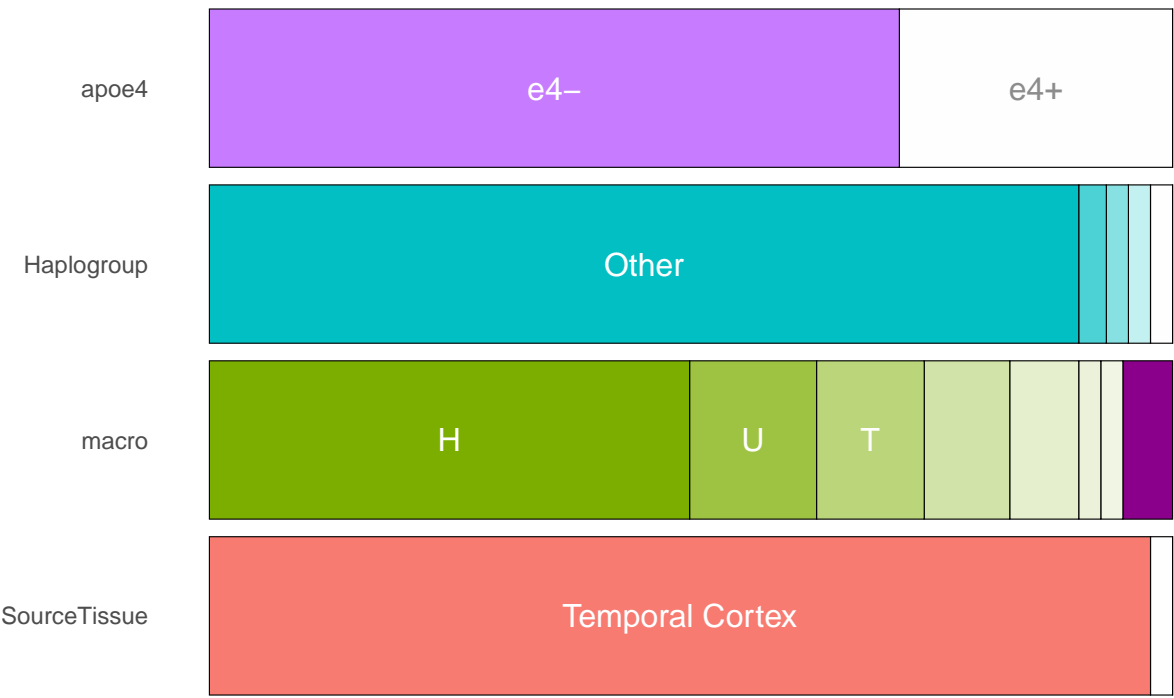 apoe4
e4–
e4+
Haplogroup
Other
macro
H
U
T
SourceTissue
Temporal Cortex